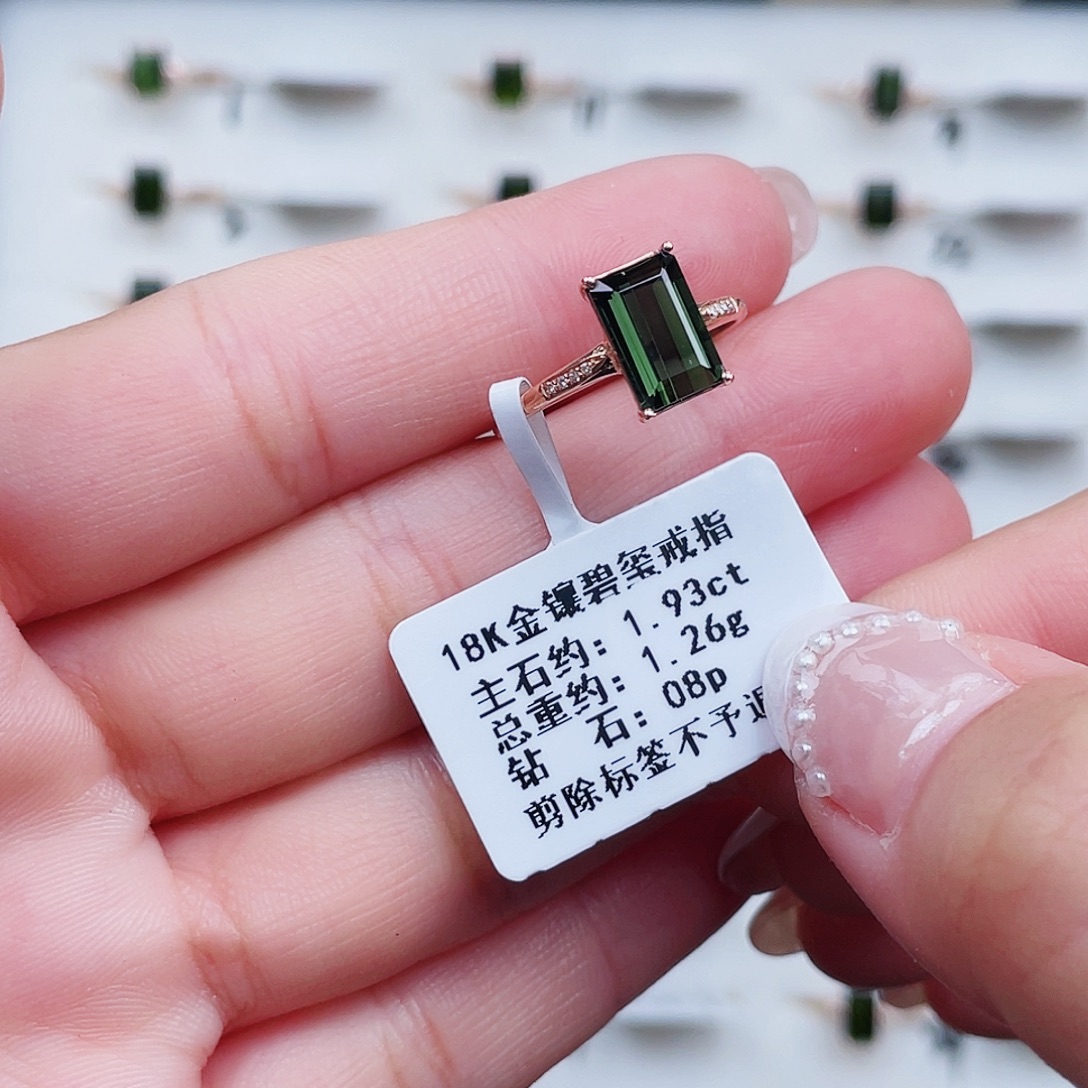 18K金镶碧玺戒指
主石约: 1.93ct
总重约: 1.26g
钻 石: 08p
剪除标签不予退